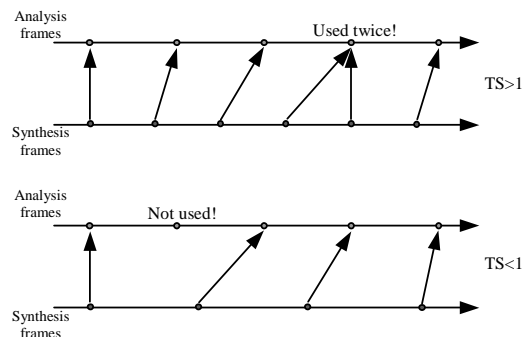 Analysis
frames
Used twice!
TS>1
Synthesis
frames
Analysis
frames
Not used!
TS<1
Synthesis
frames